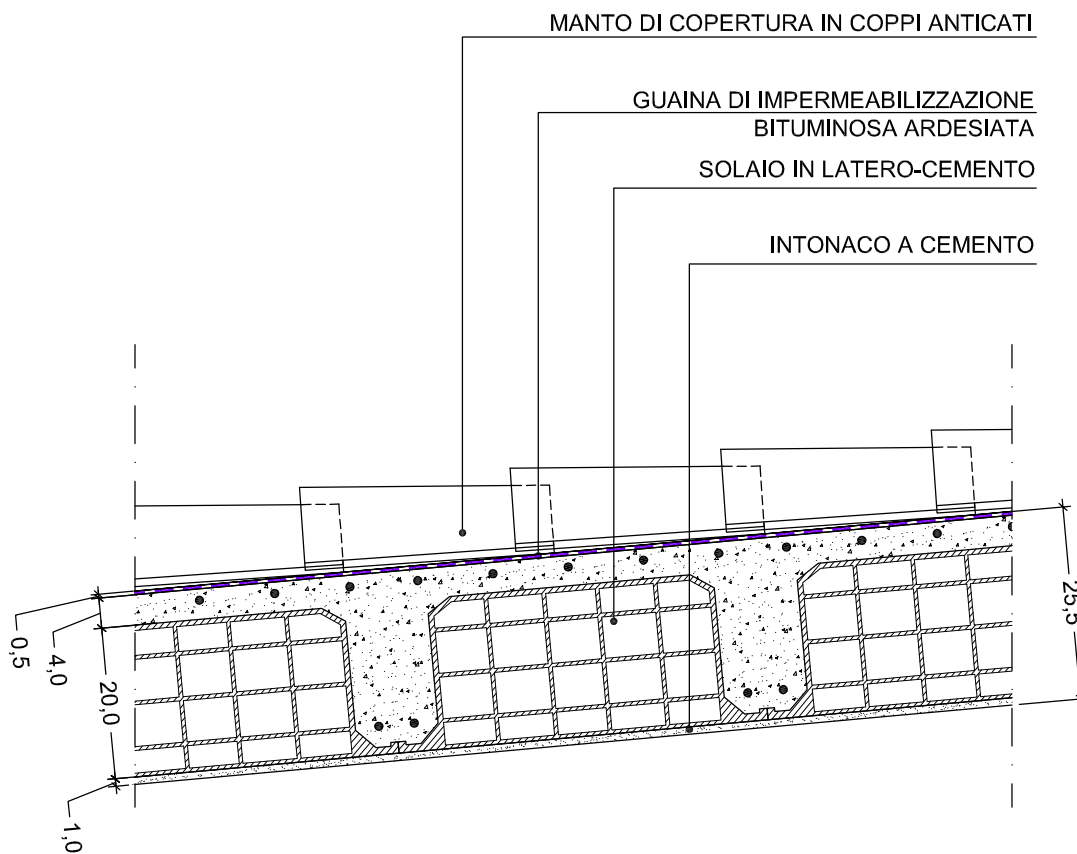 MANTO DI COPERTURA IN COPPI ANTICATI
GUAINA DI IMPERMEABILIZZAZIONE
BITUMINOSA ARDESIATA
SOLAIO IN LATERO-CEMENTO
INTONACO A CEMENTO
0,5
4,0
20,0
1,0
25,5